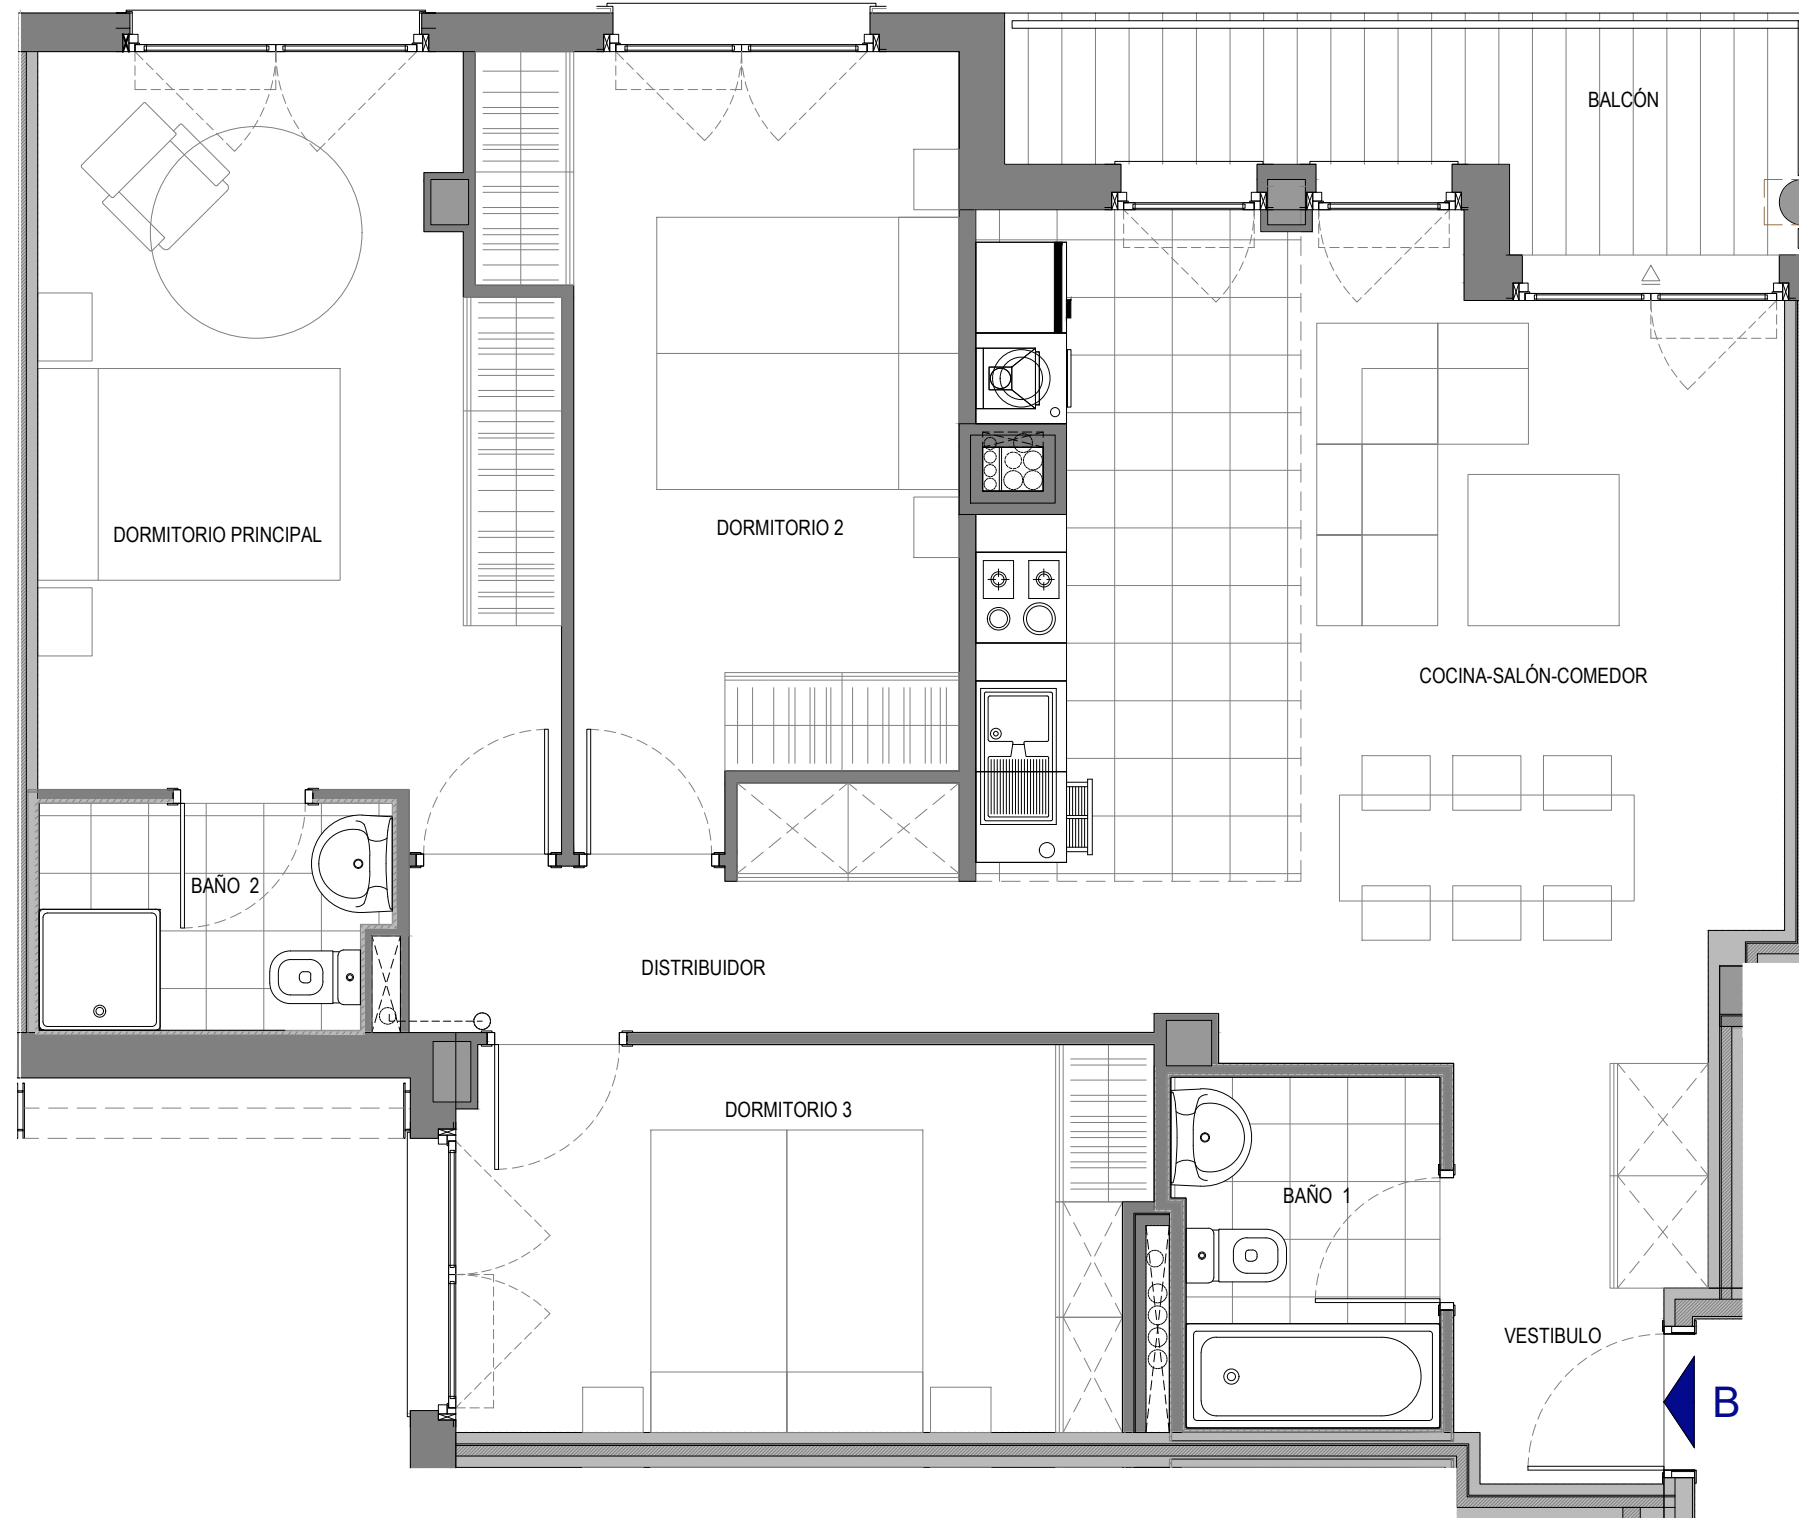 BALCÓN
DORMITORIO PRINCIPAL
DORMITORIO 2
COCINA-SALÓN-COMEDOR
BAÑO 2
DISTRIBUIDOR
DORMITORIO 3
BAÑO 1
VESTIBULO
B